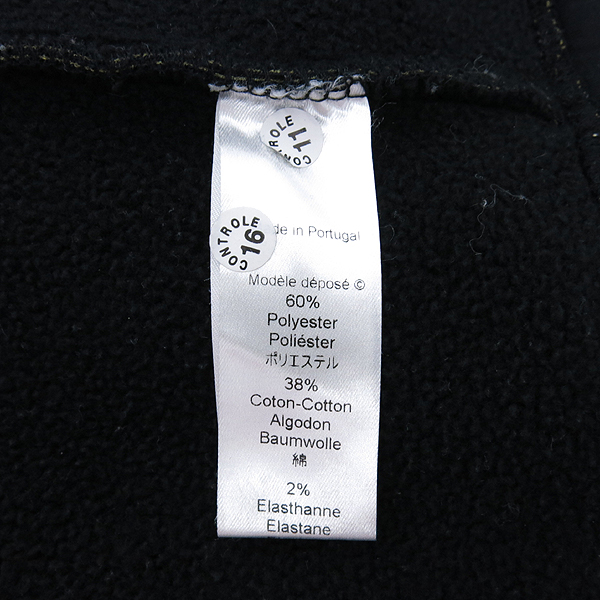 CONTROLE
11
CONTROLE
16
de in Portugal
Modèle déposé ©
60%
Polyester
Poliéster
ポリエステル
38%
Coton-Cotton
Algodon
Baumwolle
綿
2%
Elasthanne
Elastane